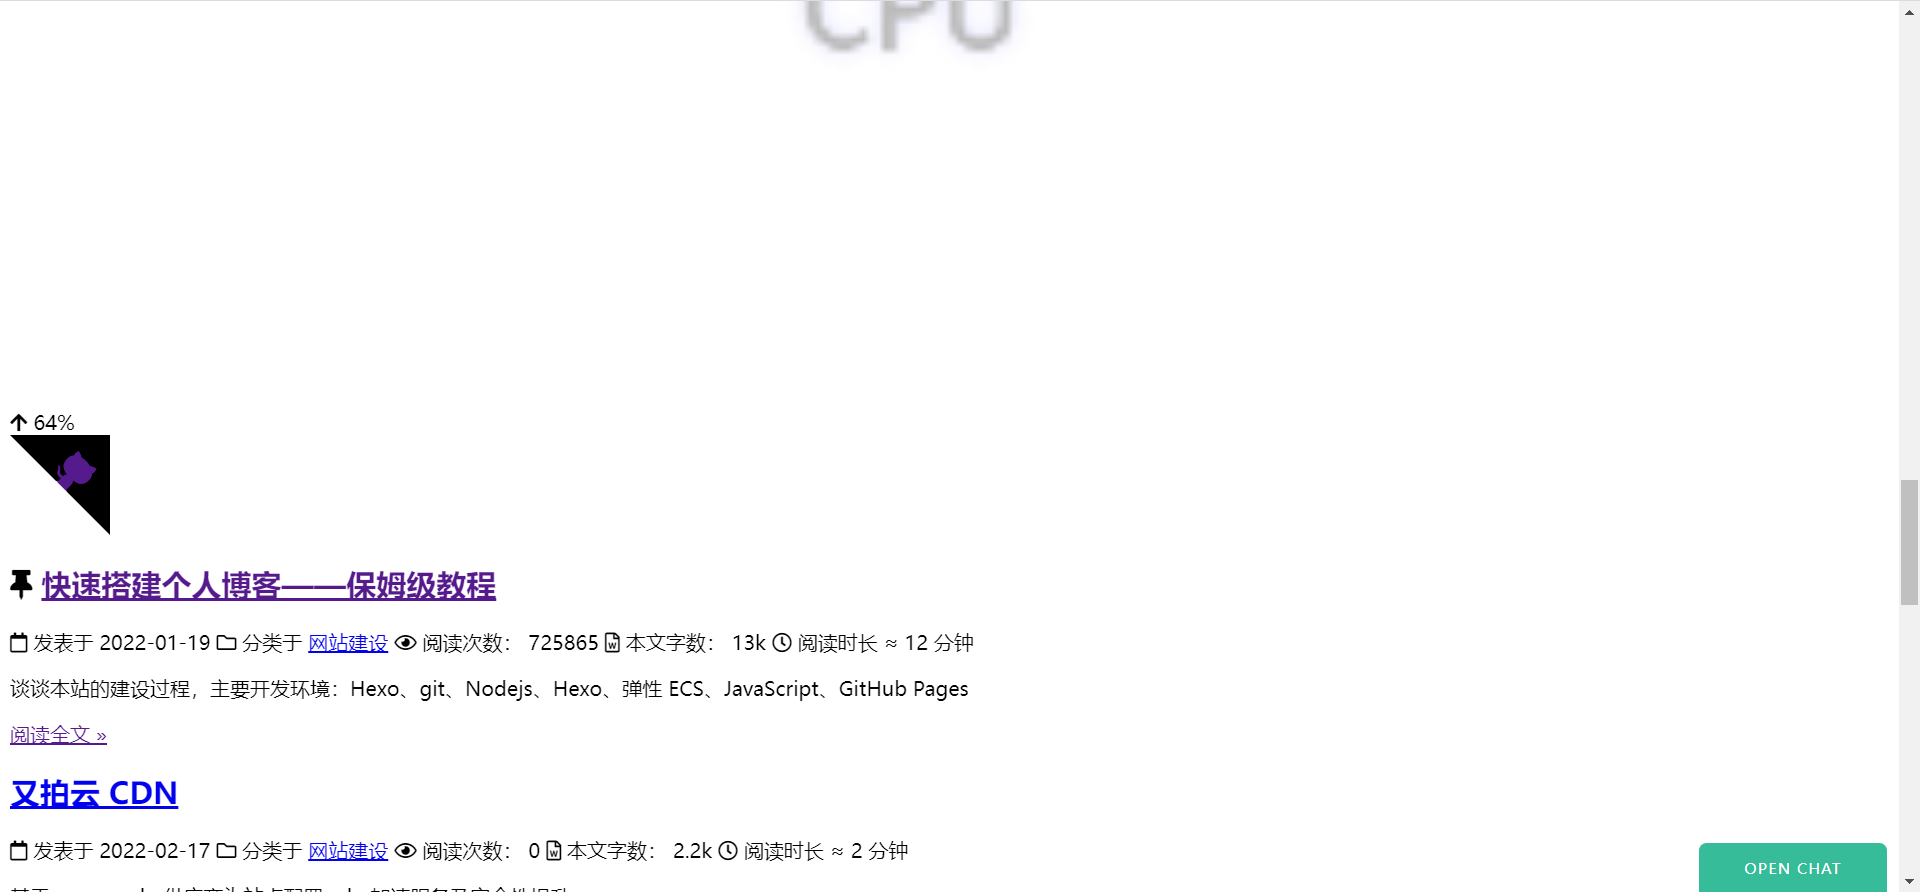 CPU
64%
快速搭建个人博客——保姆级教程
发表于 2022-01-19 分类于 网站建设 阅读次数： 725865 本文字数： 13k 阅读时长 ≈ 12 分钟
谈谈本站的建设过程，主要开发环境：Hexo、git、Nodejs、Hexo、弹性 ECS、JavaScript、GitHub Pages
阅读全文 »
又拍云 CDN
发表于 2022-02-17 分类于 网站建设 阅读次数： 0 本文字数： 2.2k 阅读时长 ≈ 2 分钟
OPEN CHAT